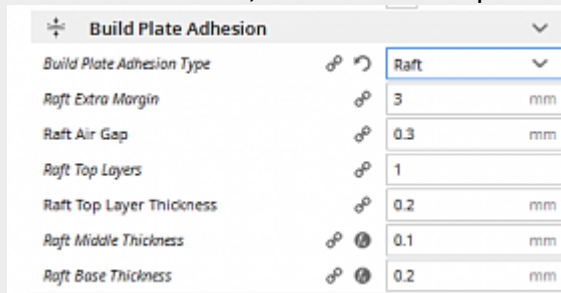 Build Plate Adhesion
Build Plate Adhesion Type Raft
Raft Extra Margin 3 mm
Raft Air Gap 0.3 mm
Raft Top Layers 1
Raft Top Layer Thickness 0.2 mm
Raft Middle Thickness 0.1 mm
Raft Base Thickness 0.2 mm